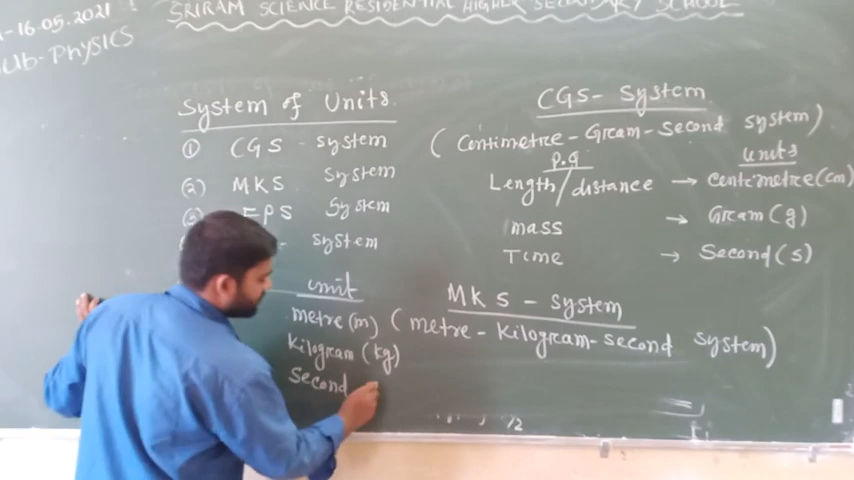 -16.05.2021
SRIRAM SCIENCE RESIDENTIAL HIGHER SECONDARY SCHOOL
Sub-Physics
System of Units.
① CGS - system
(2) MKS System
(3) FPS System
- system
unit
metre (m)
Kilogram (kg)
Second
CGS- System
(Centimetre - Gram - Second system)
P.Q units
Length/distance → Centimetre (cm)
mass → Gram (g)
Time → Second (s)
MKS - System
(metre - Kilogram - second system)